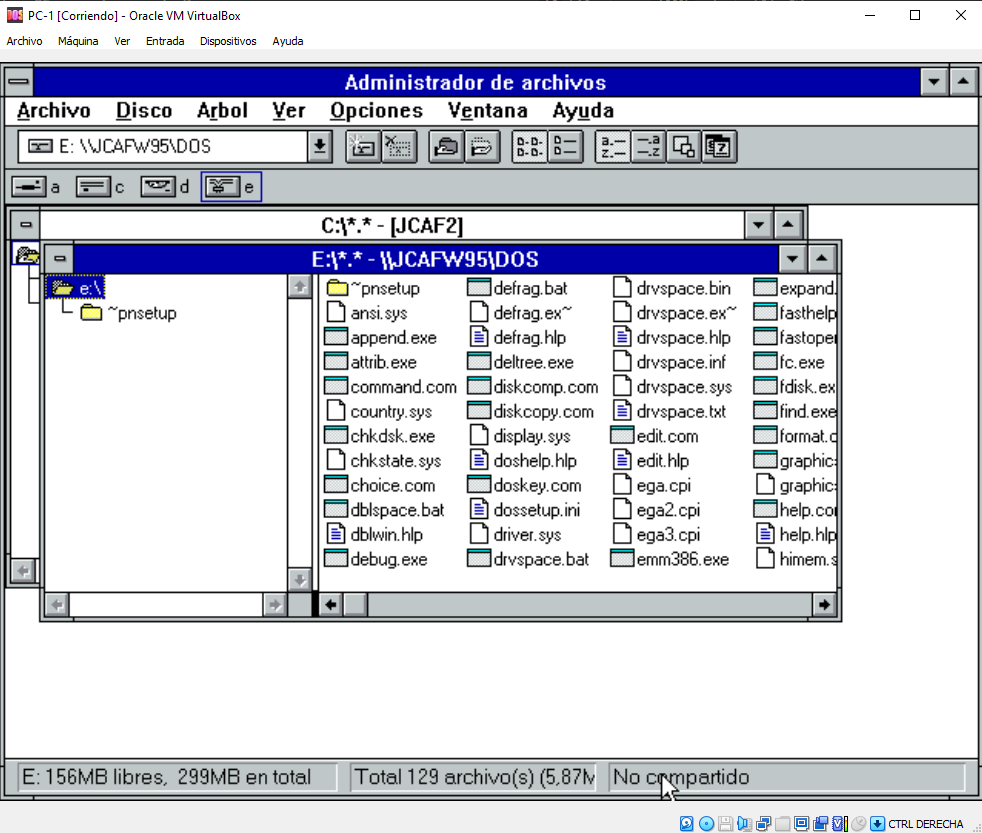 PC-1 [Corriendo] - Oracle VM VirtualBox
Archivo Máquina Ver Entrada Dispositivos Ayuda
Administrador de archivos
Archivo Disco Arbol Ver Opciones Ventana Ayuda
E: \\JCAFW95\DOS
a c d e
C:\*.* - [JCAF2]
E:\*.* - \\JCAFW95\DOS
e:\
~pnsetup
~pnsetup defrag.bat drvspace.bin expand.
ansi.sys defrag.ex~ drvspace.ex~ fasthelp
append.exe defrag.hlp drvspace.hlp fastoper
attrib.exe deltree.exe drvspace.inf fc.exe
command.com diskcomp.com drvspace.sys fdisk.ex
country.sys diskcopy.com drvspace.txt find.exe
chkdsk.exe display.sys edit.com format.c
chkstate.sys doshelp.hlp edit.hlp graphic
choice.com doskey.com ega.cpi graphic
dblspace.bat dossetup.ini ega2.cpi help.co
dblwin.hlp driver.sys ega3.cpi help.hlp
debug.exe drvspace.bat emm386.exe himem.s
E: 156MB libres, 299MB en total Total 129 archivo(s) (5,87M No compartido
CTRL DERECHA